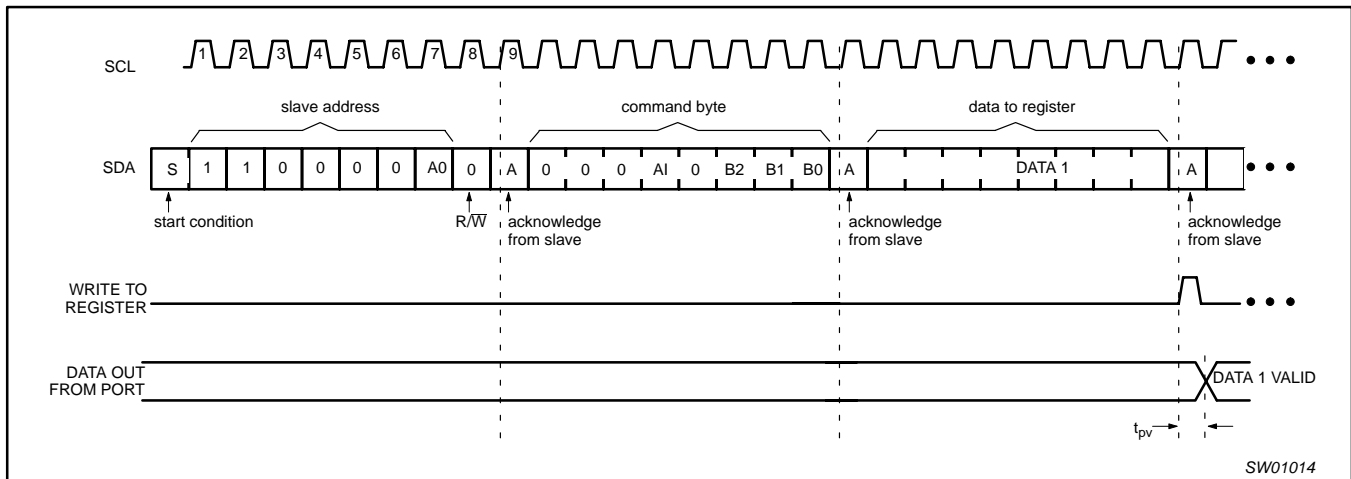 SCL 1 2 3 4 5 6 7 8 9
slave address command byte data to register
SDA S 1 1 0 0 0 0 A0 0 A 0 0 0 AI 0 B2 B1 B0 A DATA 1 A
start condition R/W̅ acknowledge from slave acknowledge from slave acknowledge from slave
WRITE TO
REGISTER
DATA OUT
FROM PORT
DATA 1 VALID
tpv
SW01014